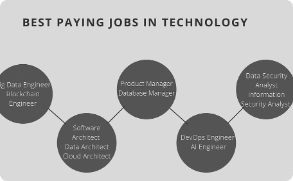 BEST PAYING JOBS IN TECHNOLOGY
Data Engineer
Blockchain
Engineer
Software
Architect
Data Architect
Cloud Architect
Product Manager
Database Manager
DevOps Engineer
AI Engineer
Data Security
Analyst
Information
Security Analyst